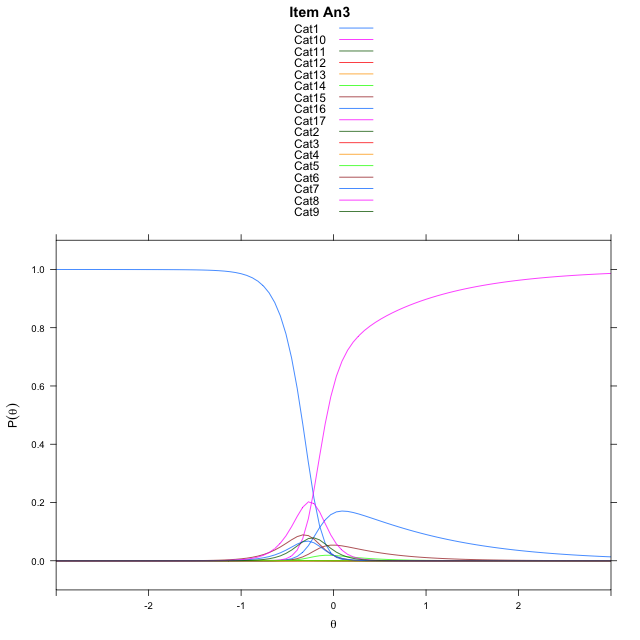 Item An3
Cat1
Cat10
Cat11
Cat12
Cat13
Cat14
Cat15
Cat16
Cat17
Cat2
Cat3
Cat4
Cat5
Cat6
Cat7
Cat8
Cat9
1.0
0.8
0.6
0.4
0.2
0.0
P(θ)
-2 -1 0 1 2
θ